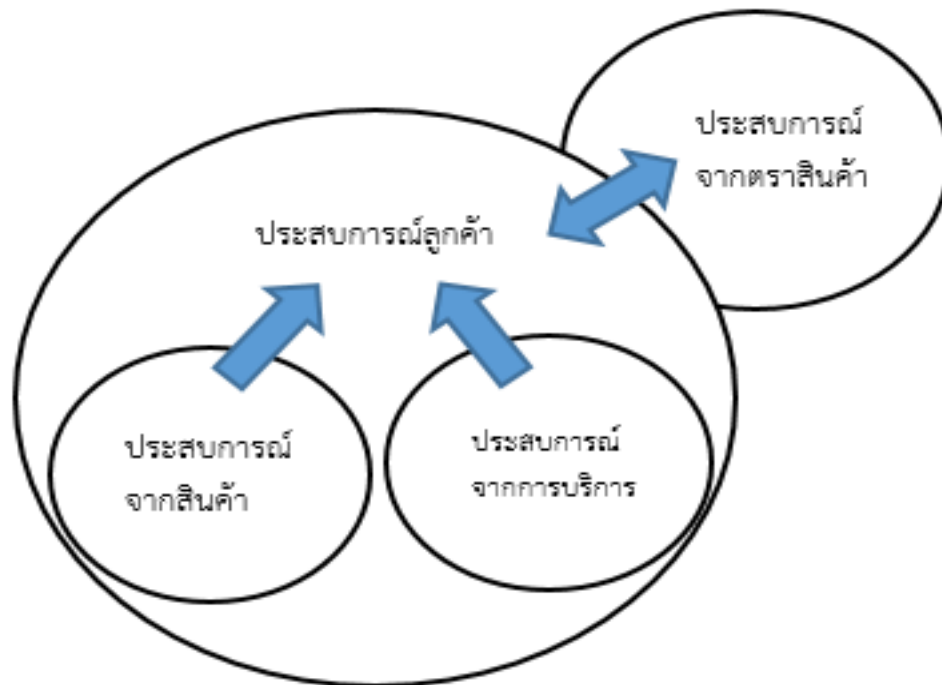 ประสบการณ์
จากตราสินค้า
ประสบการณ์ลูกค้า
ประสบการณ์
จากสินค้า
ประสบการณ์
จากการบริการ